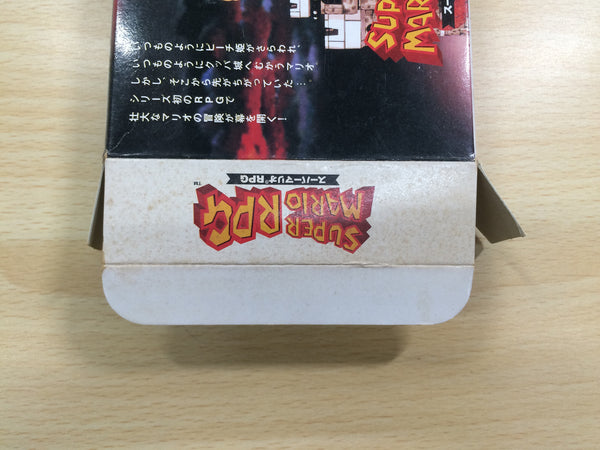 SUPER
MARI
ス
いつものようにピーチ姫がさらわれ、
いつものようにクッパ城へむかうマリオ。
しかし、そこから先がちがっていた…
シリーズ初のRPGで
壮大なマリオの冒険が幕を開く!
スーパーマリオRPG
SUPER
MARIO
RPG
TM